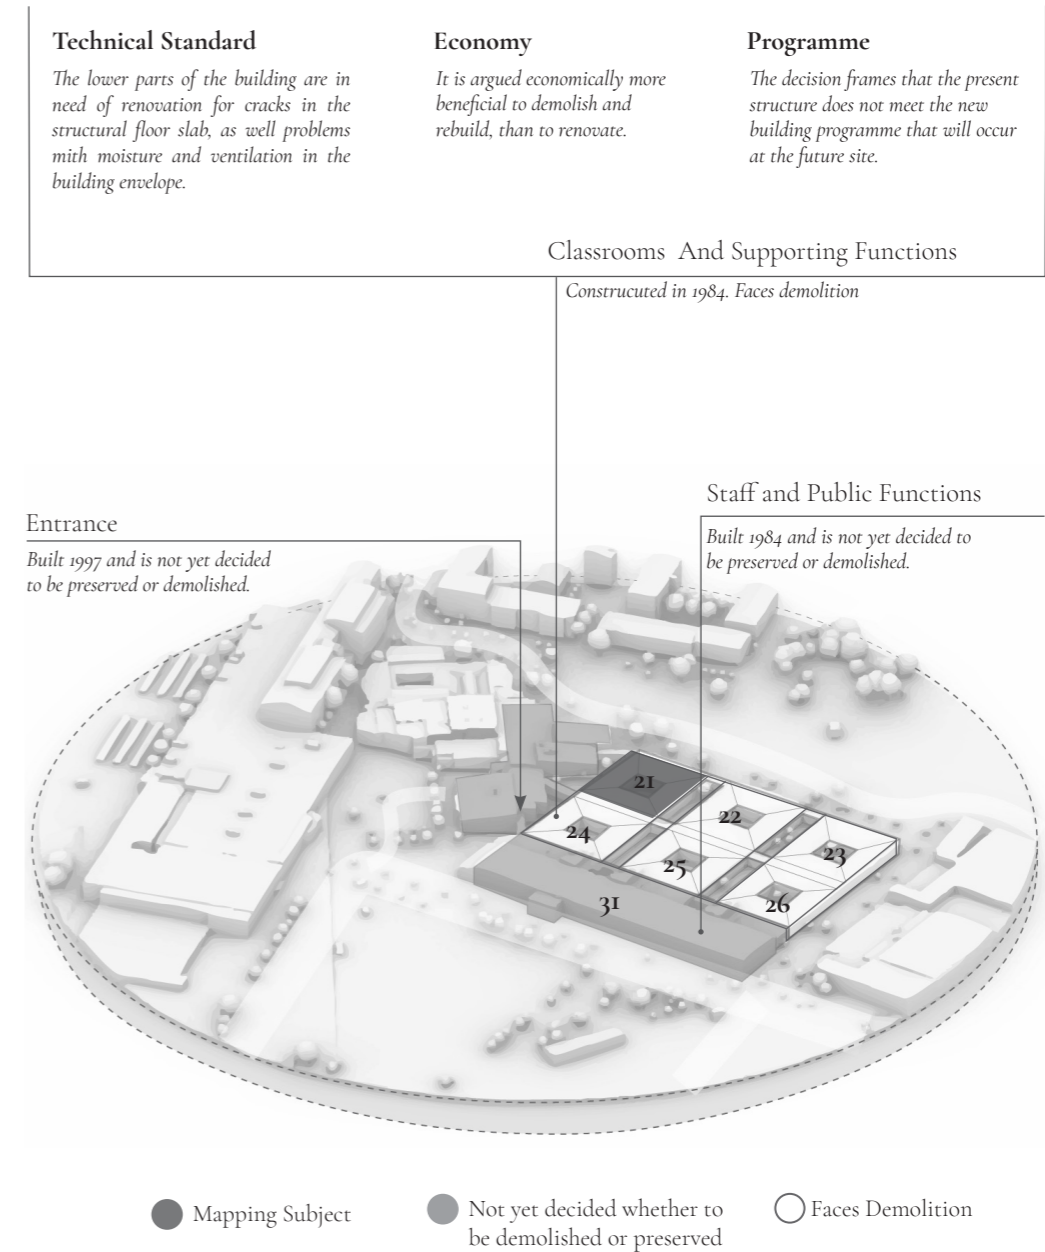 Technical Standard
The lower parts of the building are in
need of renovation for cracks in the
structural floor slab, as well problems
mith moisture and ventilation in the
building envelope.
Economy
It is argued economically more
beneficial to demolish and
rebuild, than to renovate.
Programme
The decision frames that the present
structure does not meet the new
building programme that will occur
at the future site.
Classrooms And Supporting Functions
Construcuted in 1984. Faces demolition
Staff and Public Functions
Built 1984 and is not yet decided to
be preserved or demolished.
Entrance
Built 1997 and is not yet decided
to be preserved or demolished.
21
22
23
24
25
26
31
Mapping Subject
Not yet decided whether to
be demolished or preserved
Faces Demolition